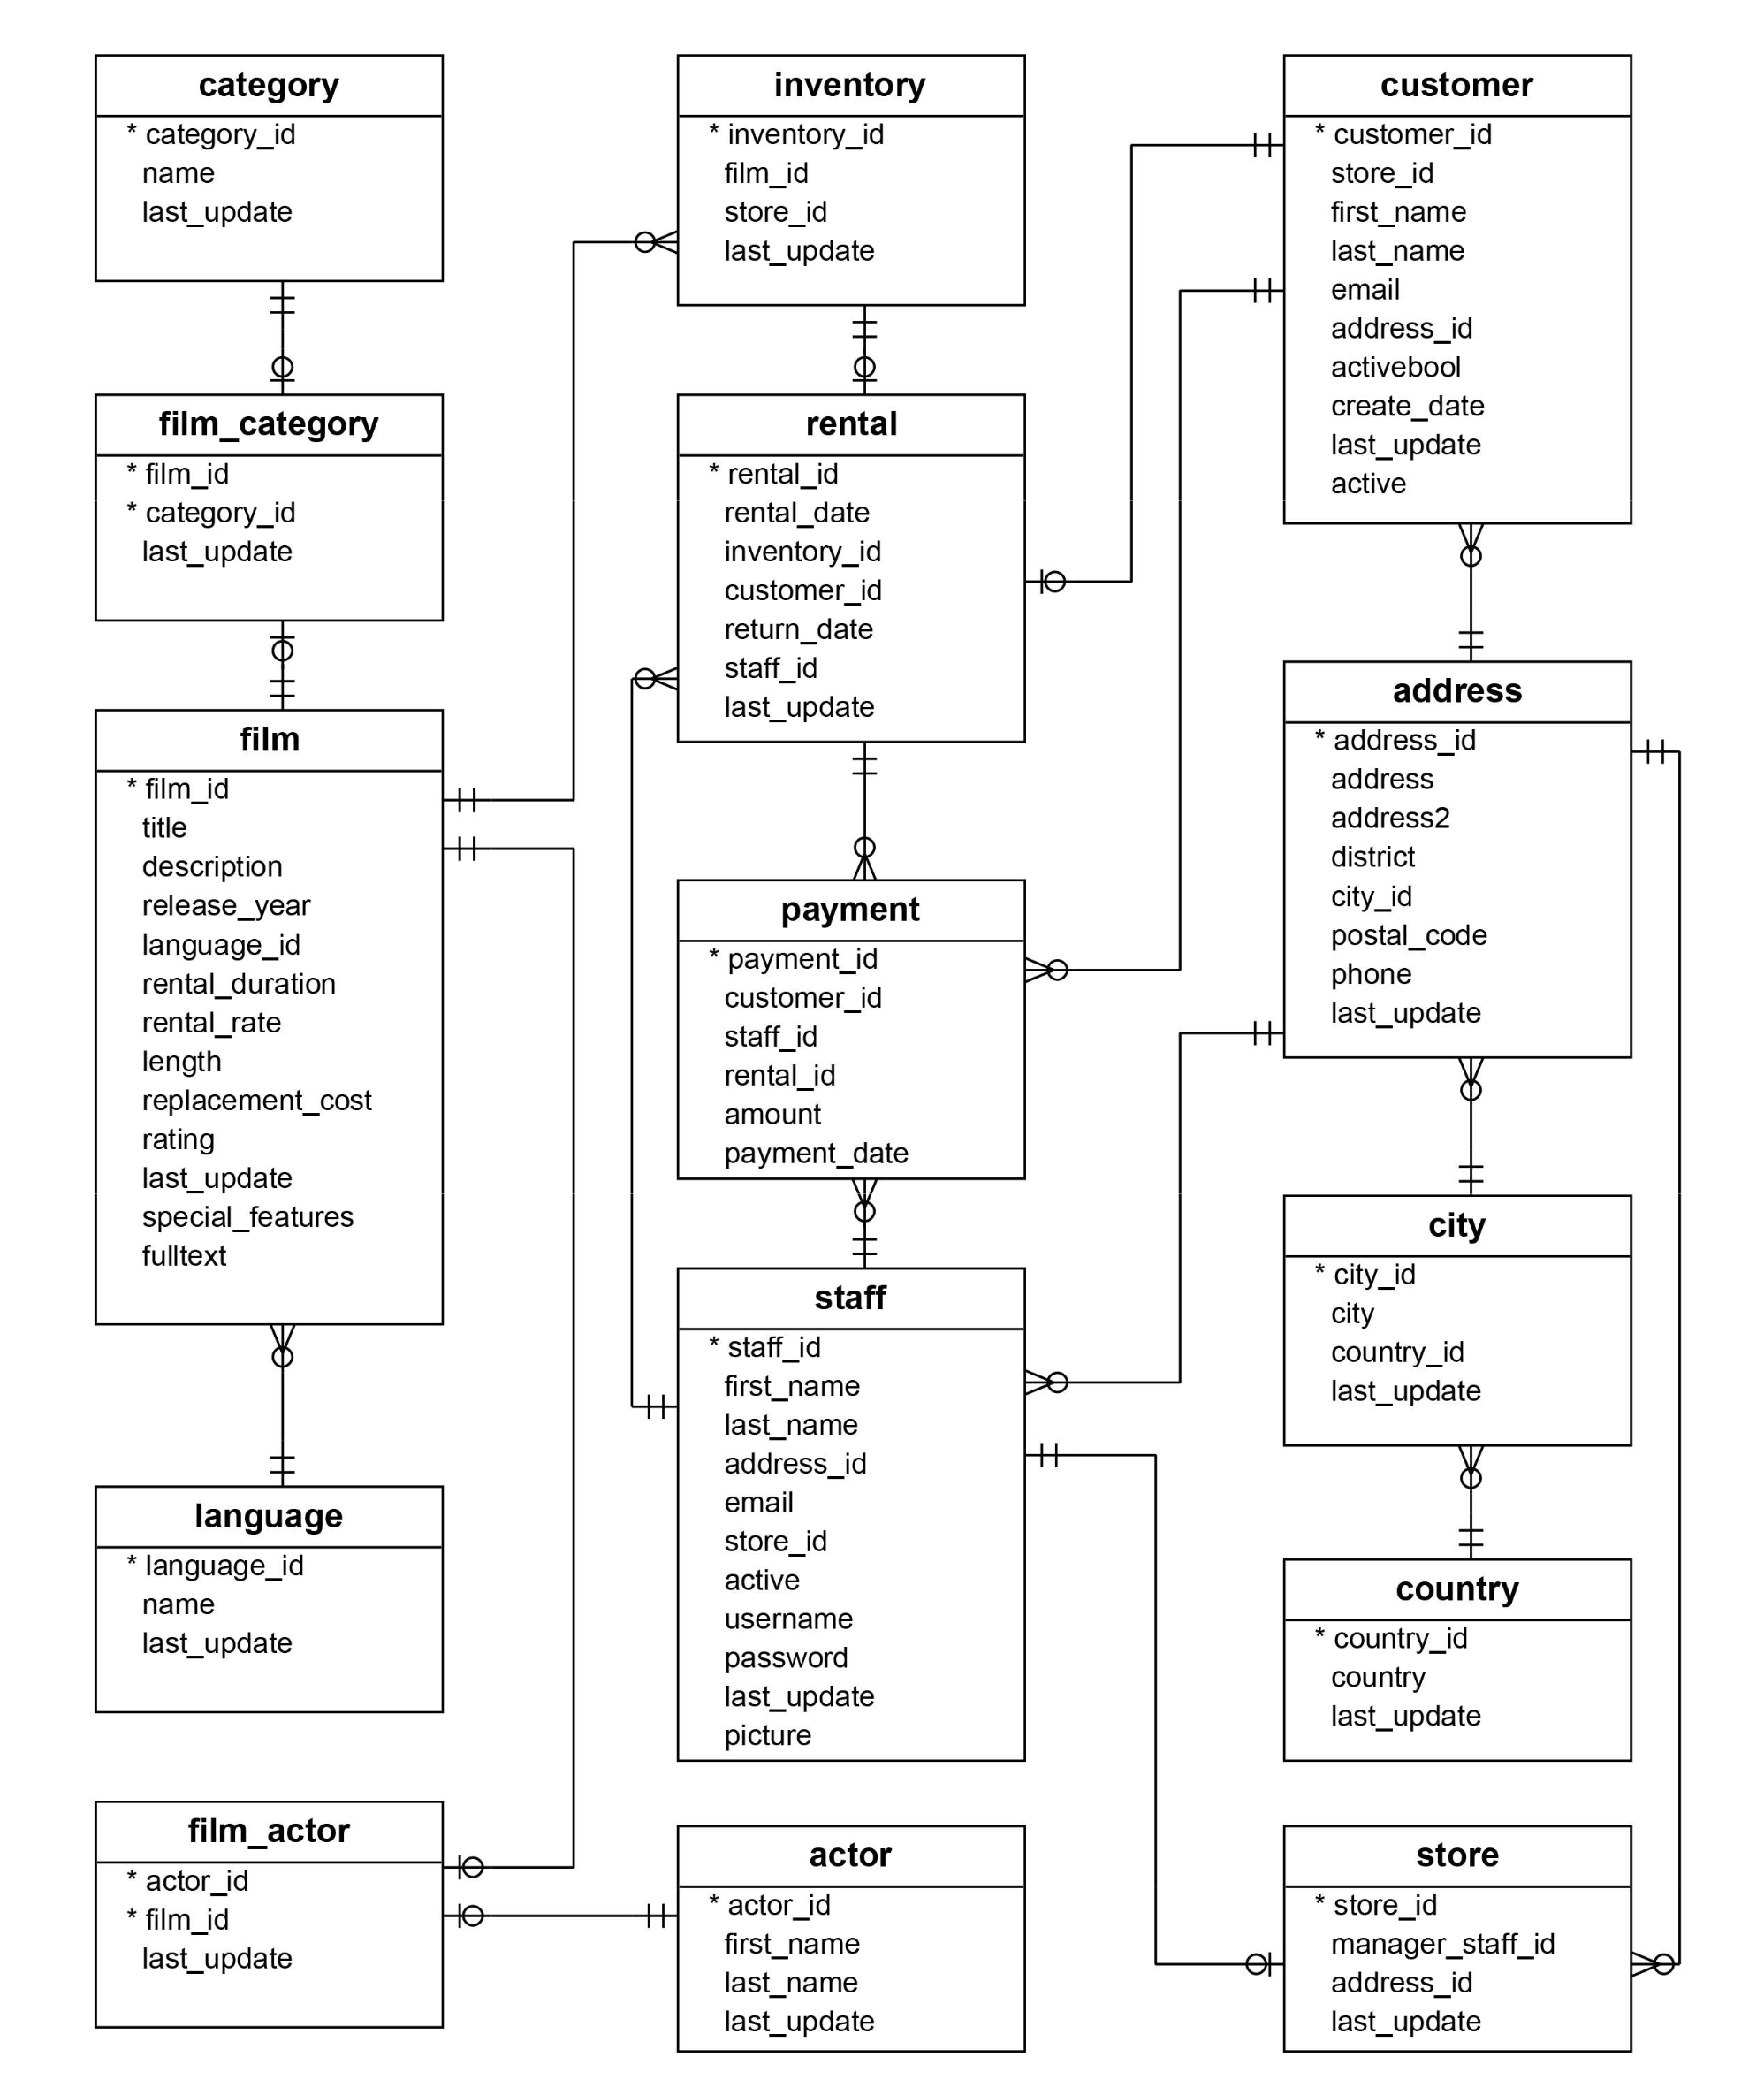 category
* category_id
name
last_update
film_category
* film_id
* category_id
last_update
film
* film_id
title
description
release_year
language_id
rental_duration
rental_rate
length
replacement_cost
rating
last_update
special_features
fulltext
language
* language_id
name
last_update
film_actor
* actor_id
* film_id
last_update
inventory
* inventory_id
film_id
store_id
last_update
rental
* rental_id
rental_date
inventory_id
customer_id
return_date
staff_id
last_update
payment
* payment_id
customer_id
staff_id
rental_id
amount
payment_date
staff
* staff_id
first_name
last_name
address_id
email
store_id
active
username
password
last_update
picture
actor
* actor_id
first_name
last_name
last_update
customer
* customer_id
store_id
first_name
last_name
email
address_id
activebool
create_date
last_update
active
address
* address_id
address
address2
district
city_id
postal_code
phone
last_update
city
* city_id
city
country_id
last_update
country
* country_id
country
last_update
store
* store_id
manager_staff_id
address_id
last_update